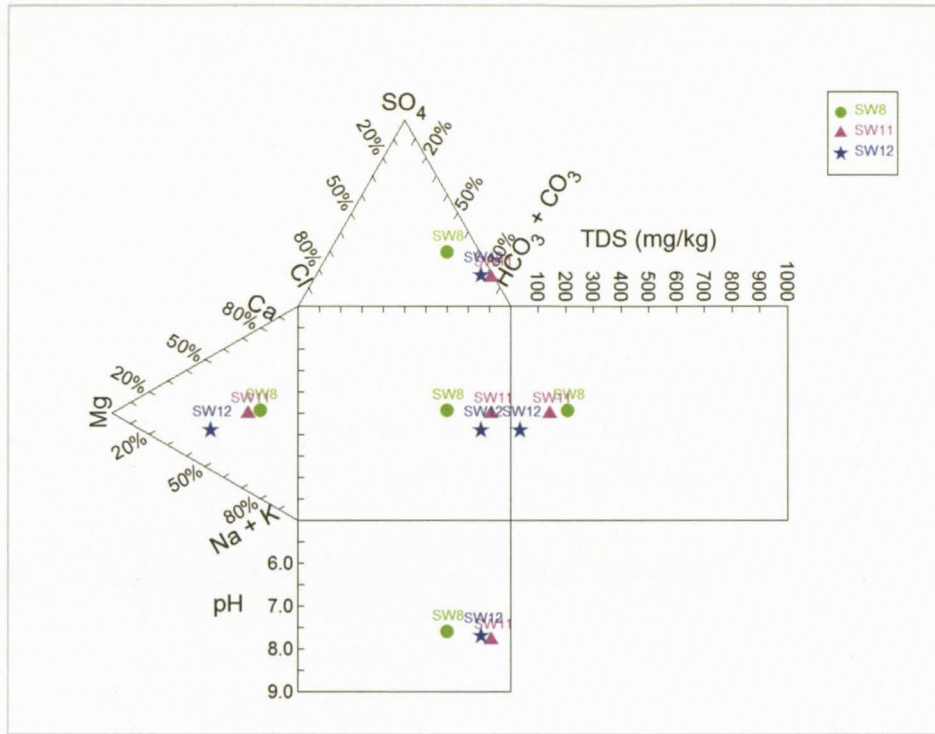 SO₄
20%
20%
50%
50%
80%
Cl
HCO₃ + CO₃
SW8
SW11
SW12
TDS (mg/kg)
100
200
300
400
500
600
700
800
900
1000
SW8
Ca
80%
50%
20%
Mg
20%
50%
80%
Na + K
SW11
SW8
SW12
SW8
SW11
SW12
SW12
SW11
SW8
pH
6.0
7.0
8.0
9.0
SW8
SW12
SW11